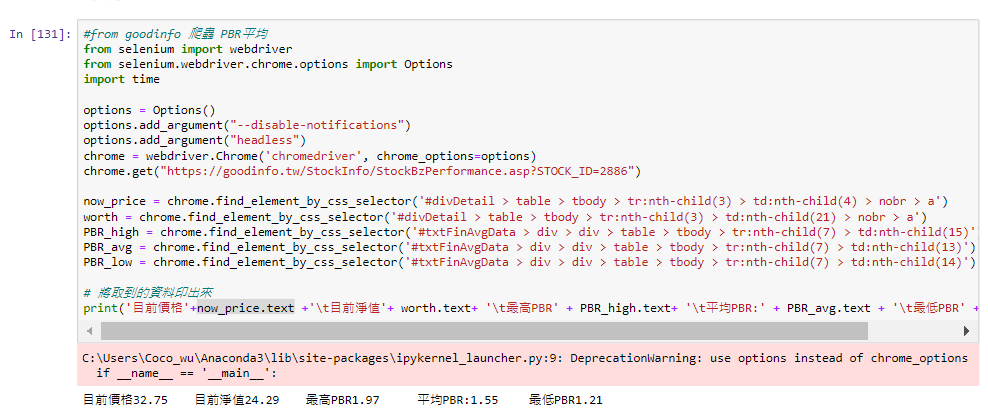 In [131]:
#from goodinfo 爬蟲 PBR平均
from selenium import webdriver
from selenium.webdriver.chrome.options import Options
import time
options = Options()
options.add_argument("--disable-notifications")
options.add_argument("headless")
chrome = webdriver.Chrome('chromedriver', chrome_options=options)
chrome.get("https://goodinfo.tw/StockInfo/StockBzPerformance.asp?STOCK_ID=2886")
now_price = chrome.find_element_by_css_selector('#divDetail > table > tbody > tr:nth-child(3) > td:nth-child(4) > nobr > a')
worth = chrome.find_element_by_css_selector('#divDetail > table > tbody > tr:nth-child(3) > td:nth-child(21) > nobr > a')
PBR_high = chrome.find_element_by_css_selector('#txtFinAvgData > div > div > table > tbody > tr:nth-child(7) > td:nth-child(15)'
PBR_avg = chrome.find_element_by_css_selector('#txtFinAvgData > div > div > table > tbody > tr:nth-child(7) > td:nth-child(13)')
PBR_low = chrome.find_element_by_css_selector('#txtFinAvgData > div > div > table > tbody > tr:nth-child(7) > td:nth-child(14)')
# 將取到的資料印出來
print('目前價格'+now_price.text +'\t目前淨值'+ worth.text+ '\t最高PBR' + PBR_high.text+ '\t平均PBR:' + PBR_avg.text + '\t最低PBR' +
C:\Users\Coco_wu\Anaconda3\lib\site-packages\ipykernel_launcher.py:9: DeprecationWarning: use options instead of chrome_options
if __name__ == '__main__':
目前價格32.75 目前淨值24.29 最高PBR1.97 平均PBR:1.55 最低PBR1.21